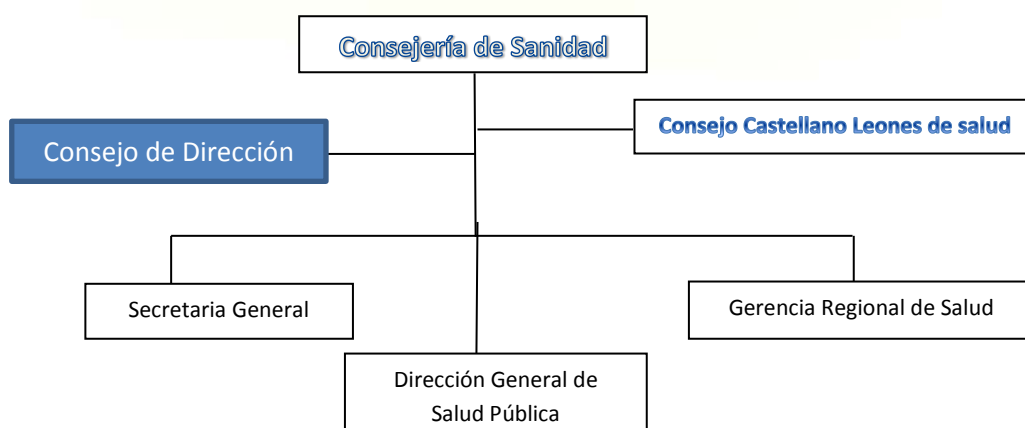 Consejería de Sanidad
Consejo Castellano Leones de salud
Consejo de Dirección
Secretaria General
Gerencia Regional de Salud
Dirección General de
Salud Pública